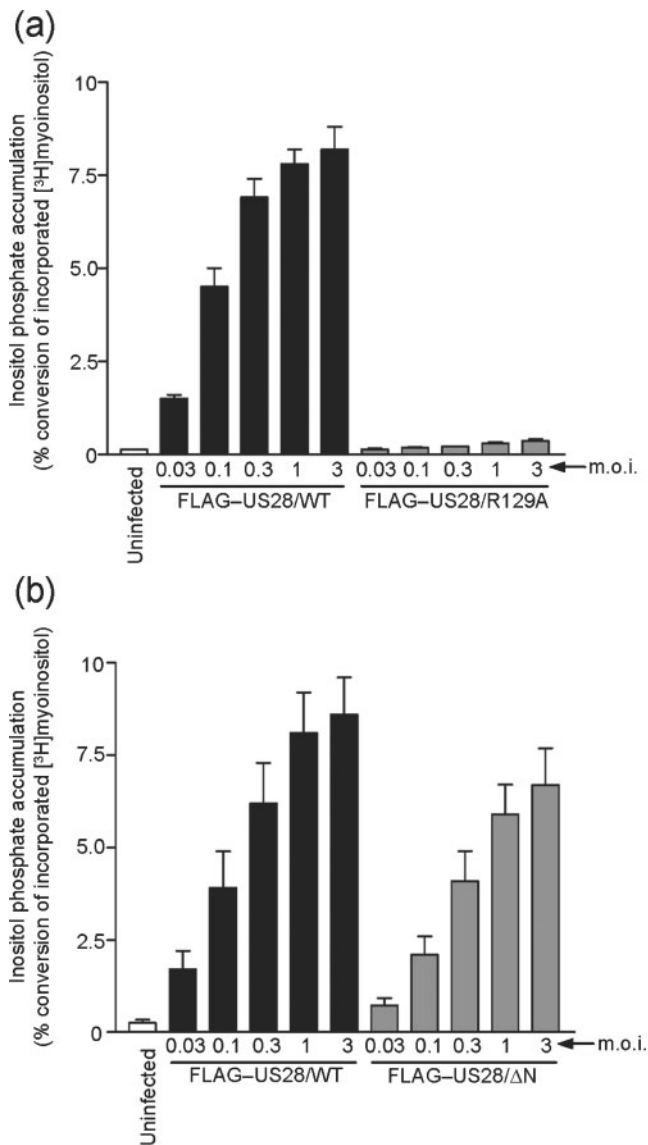 (a)
Inositol phosphate accumulation
(% conversion of incorporated [³H]myoinositol)
10
7.5
5.0
2.5
0
Uninfected
0.03 0.1 0.3 1 3 0.03 0.1 0.3 1 3 m.o.i.
FLAG–US28/WT FLAG–US28/R129A
(b)
Inositol phosphate accumulation
(% conversion of incorporated [³H]myoinositol)
10
7.5
5.0
2.5
0
Uninfected
0.03 0.1 0.3 1 3 0.03 0.1 0.3 1 3 m.o.i.
FLAG–US28/WT FLAG–US28/ΔN